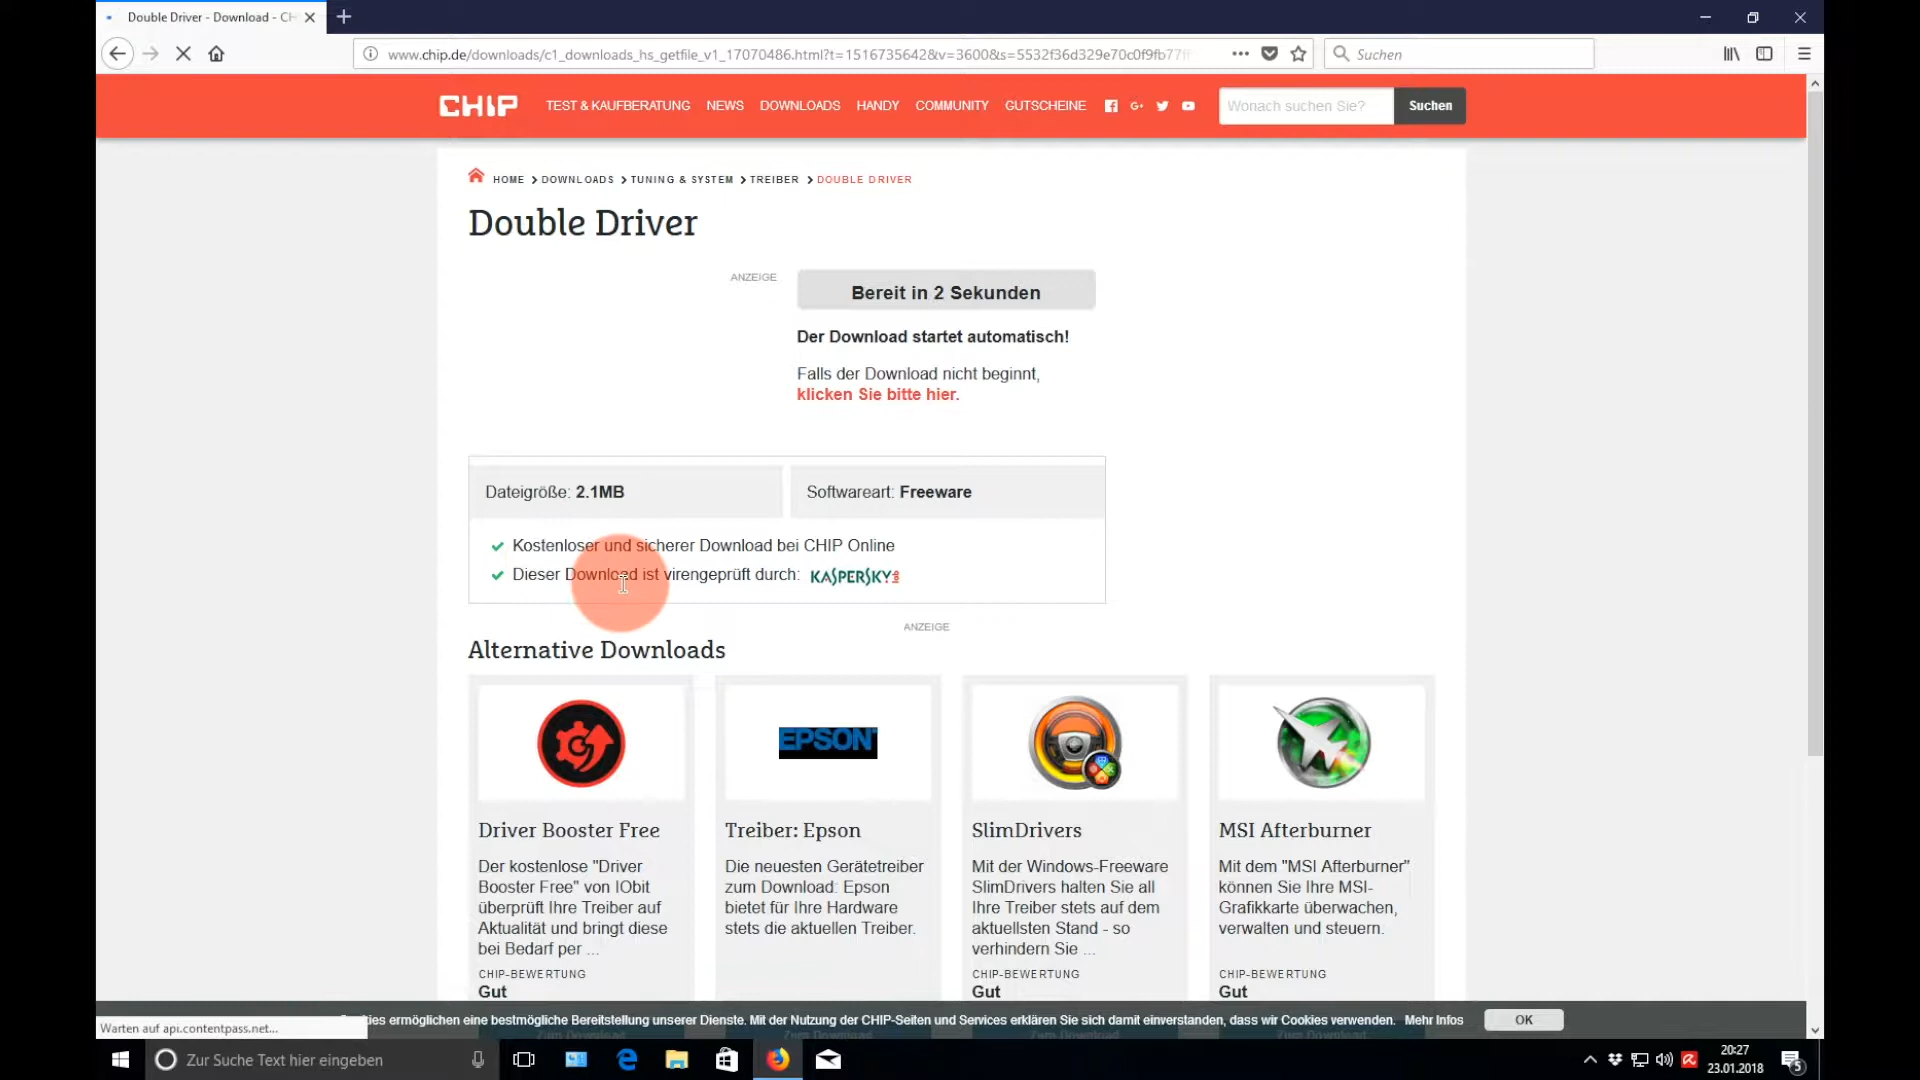 Double Driver - Download - CH
www.chip.de/downloads/c1_downloads_hs_getfile_v1_17070486.html?t=1516735642&v=3600&s=5532f36d329e70c0f9fb77f
Suchen
CHIP
TEST & KAUFBERATUNG NEWS DOWNLOADS HANDY COMMUNITY GUTSCHEINE
Wonach suchen Sie?
Suchen
HOME > DOWNLOADS > TUNING & SYSTEM > TREIBER > DOUBLE DRIVER
Double Driver
ANZEIGE
Bereit in 2 Sekunden
Der Download startet automatisch!
Falls der Download nicht beginnt,
klicken Sie bitte hier.
Dateigröße: 2.1MB
Softwareart: Freeware
Kostenloser und sicherer Download bei CHIP Online
Dieser Download ist virengeprüft durch: KASPERSKY
ANZEIGE
Alternative Downloads
EPSON
Driver Booster Free
Der kostenlose "Driver
Booster Free" von IObit
überprüft Ihre Treiber auf
Aktualität und bringt diese
bei Bedarf per ...
CHIP-BEWERTUNG
Gut
Treiber: Epson
Die neuesten Gerätetreiber
zum Download: Epson
bietet für Ihre Hardware
stets die aktuellen Treiber.
SlimDrivers
Mit der Windows-Freeware
SlimDrivers halten Sie all
Ihre Treiber stets auf dem
aktuellsten Stand - so
verhindern Sie ...
CHIP-BEWERTUNG
Gut
MSI Afterburner
Mit dem "MSI Afterburner"
können Sie Ihre MSI-
Grafikkarte überwachen,
verwalten und steuern.
CHIP-BEWERTUNG
Gut
ermöglichen eine bestmögliche Bereitstellung unserer Dienste. Mit der Nutzung der CHIP-Seiten und Services erklären Sie sich damit einverstanden, dass wir Cookies verwenden. Mehr Infos
OK
Warten auf api.contentpass.net...
Zur Suche Text hier eingeben
20:27
23.01.2018
5